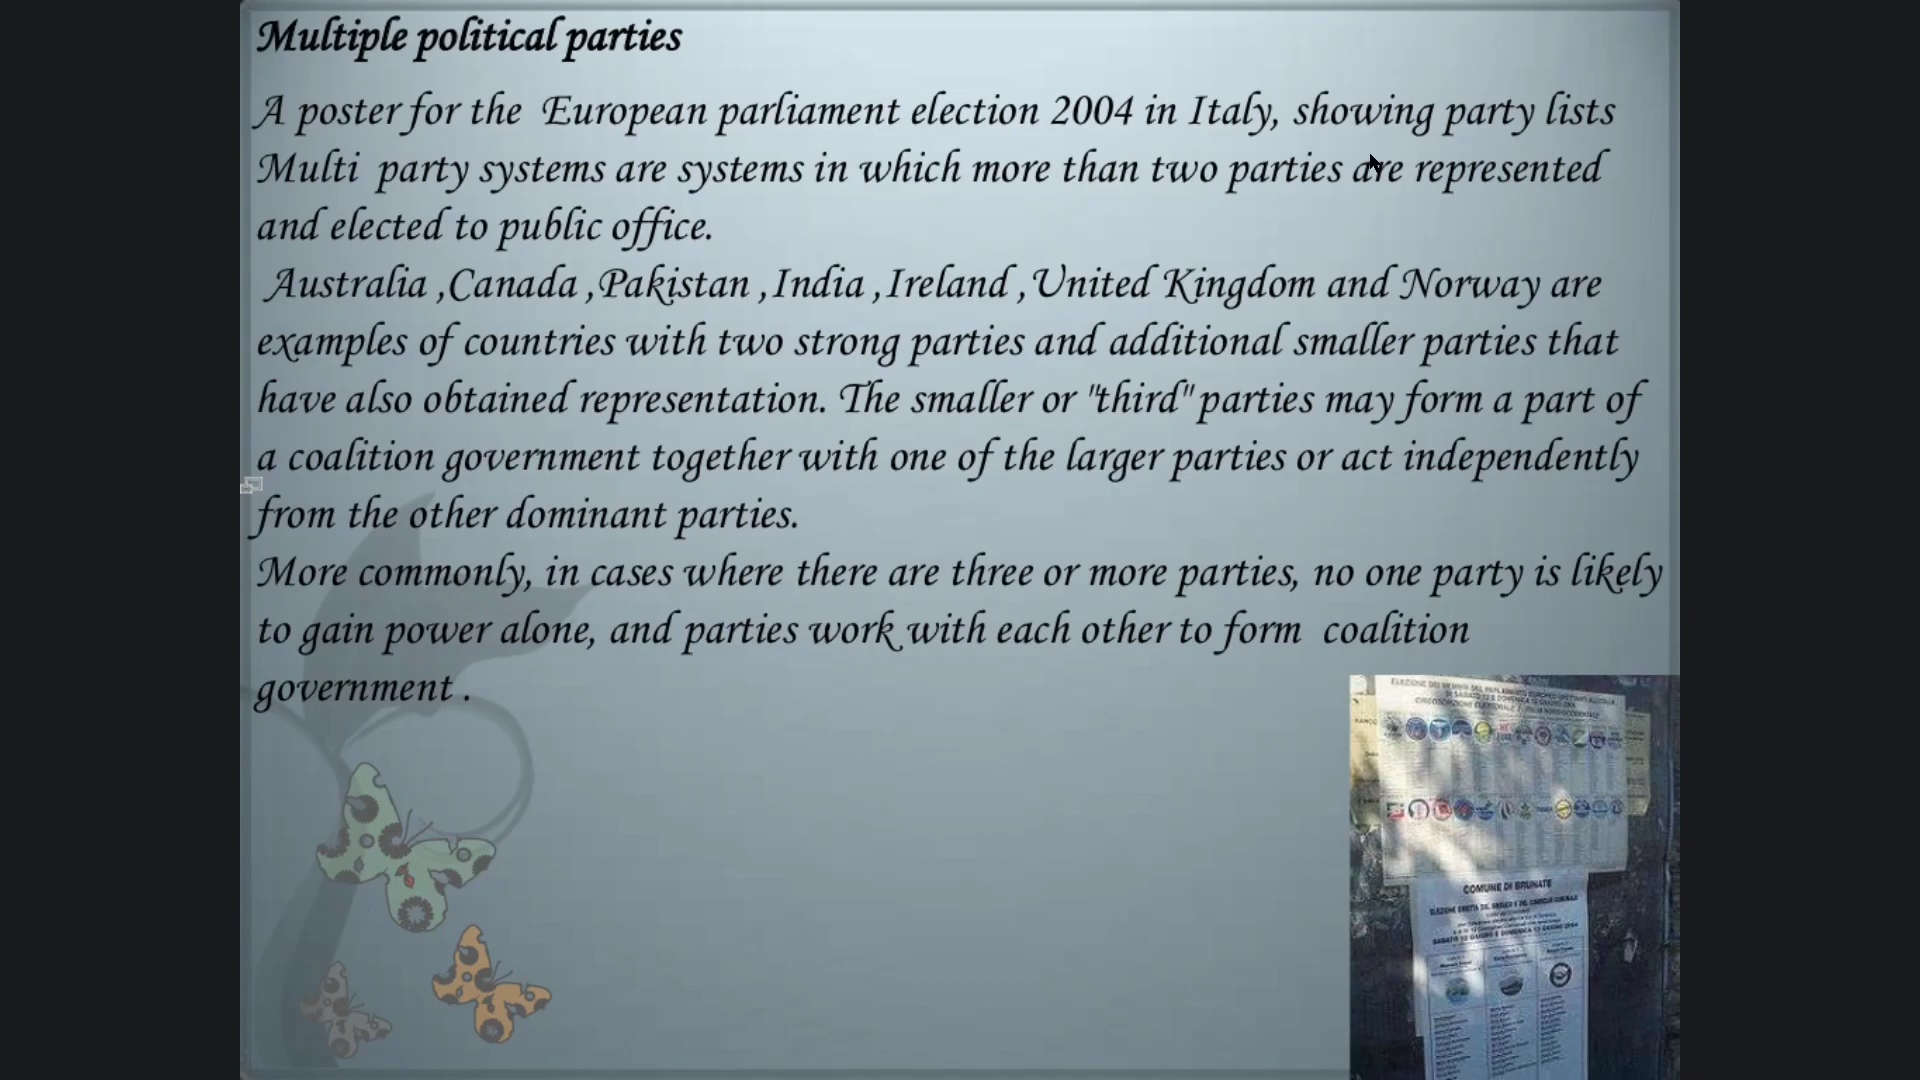 Multiple political parties
A poster for the European parliament election 2004 in Italy, showing party lists
Multi party systems are systems in which more than two parties are represented
and elected to public office.
Australia ,Canada ,Pakistan ,India ,Ireland ,United Kingdom and Norway are
examples of countries with two strong parties and additional smaller parties that
have also obtained representation. The smaller or "third" parties may form a part of
a coalition government together with one of the larger parties or act independently
from the other dominant parties.
More commonly, in cases where there are three or more parties, no one party is likely
to gain power alone, and parties work with each other to form coalition
government .
COMUNE DI BRUNATE